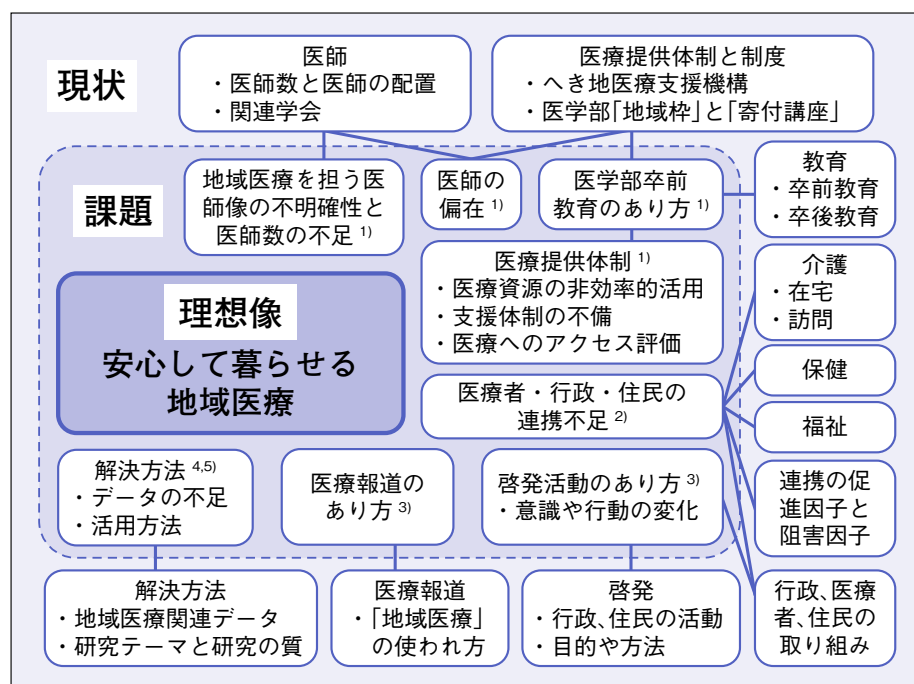 現状
医師
・医師数と医師の配置
・関連学会
医療提供体制と制度
・へき地医療支援機構
・医学部「地域枠」と「寄付講座」
課題
地域医療を担う医
師像の不明確性と
医師数の不足 1)
医師の
偏在 1)
医学部卒前
教育のあり方 1)
教育
・卒前教育
・卒後教育
医療提供体制 1)
・医療資源の非効率的活用
・支援体制の不備
・医療へのアクセス評価
介護
・在宅
・訪問
理想像
安心して暮らせる
地域医療
医療者・行政・住民の
連携不足 2)
保健
福祉
解決方法 4,5)
・データの不足
・活用方法
医療報道の
あり方 3)
啓発活動のあり方 3)
・意識や行動の変化
連携の促
進因子と
阻害因子
解決方法
・地域医療関連データ
・研究テーマと研究の質
医療報道
・「地域医療」
の使われ方
啓発
・行政、住民の活動
・目的や方法
行政、医療
者、住民の
取り組み